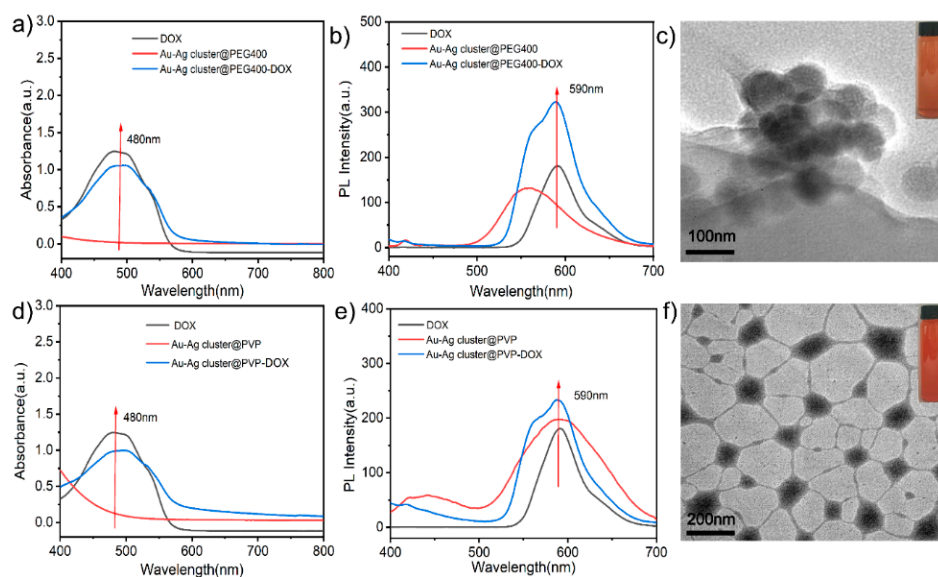 a)
3.0
2.5
2.0
1.5
1.0
0.5
0.0
Absorbance(a.u.)
DOX
Au-Ag cluster@PEG400
Au-Ag cluster@PEG400-DOX
480nm
400 500 600 700 800
Wavelength(nm)
b)
500
400
300
200
100
0
PL Intensity(a.u.)
DOX
Au-Ag cluster@PEG400
Au-Ag cluster@PEG400-DOX
590nm
400 500 600 700
Wavelength(nm)
c)
100nm
d)
3.0
2.5
2.0
1.5
1.0
0.5
0.0
Absorbance(a.u.)
DOX
Au-Ag cluster@PVP
Au-Ag cluster@PVP-DOX
480nm
400 500 600 700 800
Wavelength(nm)
e)
400
300
200
100
0
PL Intensity(a.u.)
DOX
Au-Ag cluster@PVP
Au-Ag cluster@PVP-DOX
590nm
400 500 600 700
Wavelength(nm)
f)
200nm